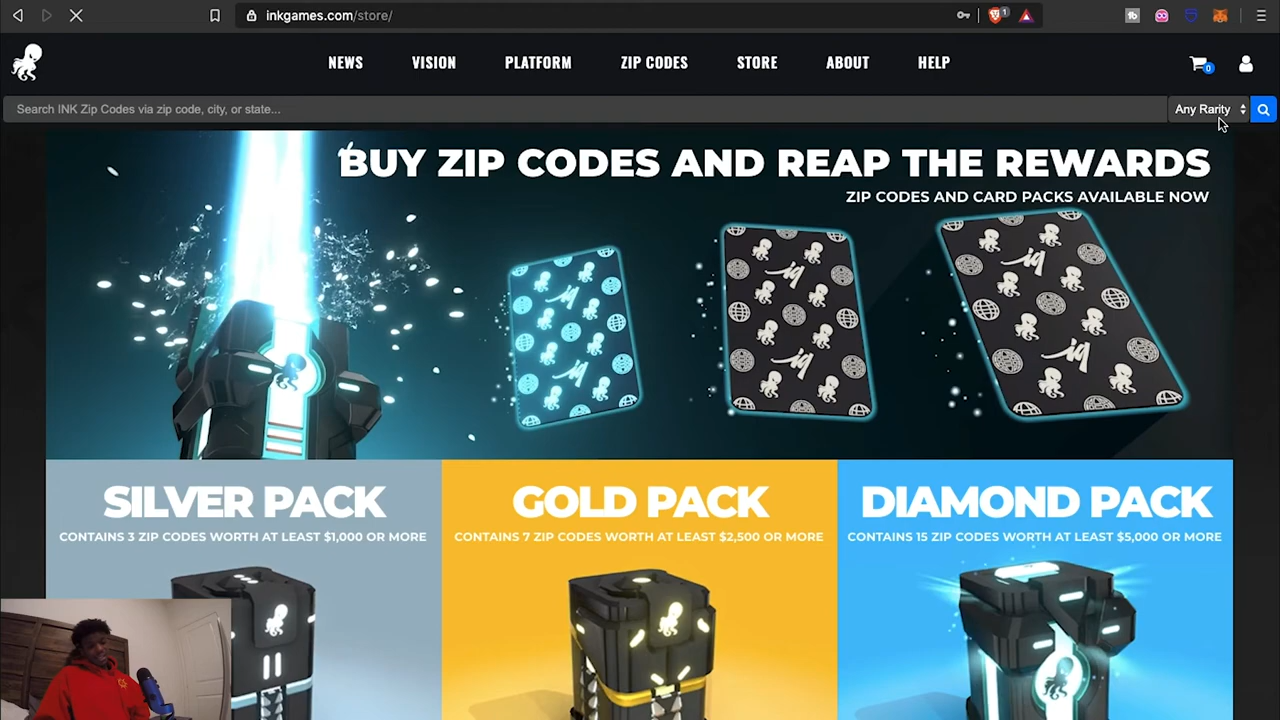 inkgames.com/store/
1
NEWS
VISION
PLATFORM
ZIP CODES
STORE
ABOUT
HELP
0
Search INK Zip Codes via zip code, city, or state...
Any Rarity
BUY ZIP CODES AND REAP THE REWARDS
ZIP CODES AND CARD PACKS AVAILABLE NOW
SILVER PACK
CONTAINS 3 ZIP CODES WORTH AT LEAST $1,000 OR MORE
GOLD PACK
CONTAINS 7 ZIP CODES WORTH AT LEAST $2,500 OR MORE
DIAMOND PACK
CONTAINS 15 ZIP CODES WORTH AT LEAST $5,000 OR MORE